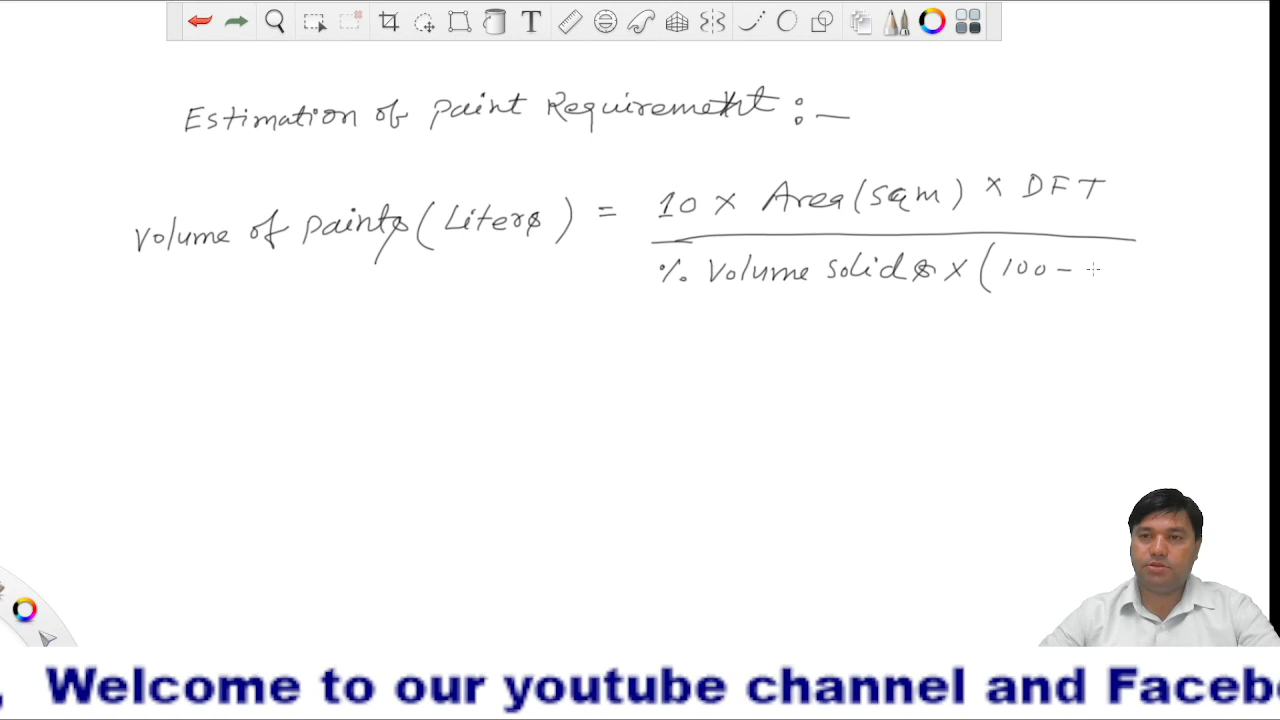 Estimation of paint Requirement :—
Volume of paints (Liters) = 10 x Area (sqm) x DFT
% Volume solids x (100 -
, Welcome to our youtube channel and Faceb